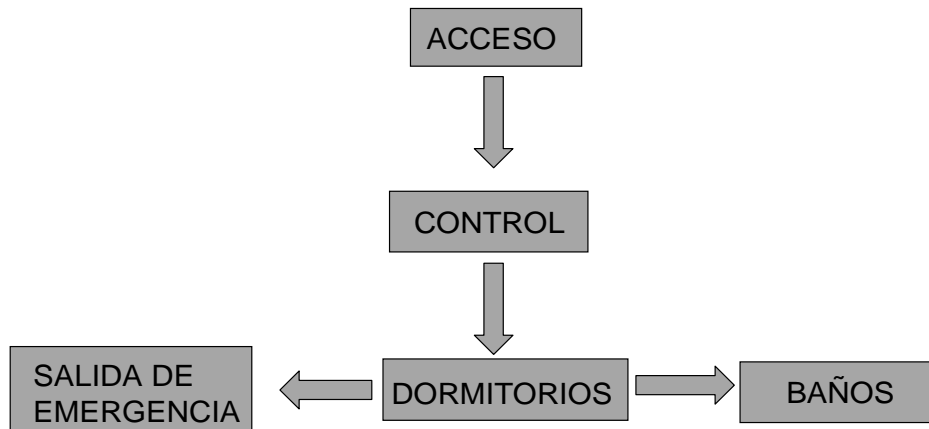 ACCESO
CONTROL
SALIDA DE
EMERGENCIA
DORMITORIOS
BAÑOS